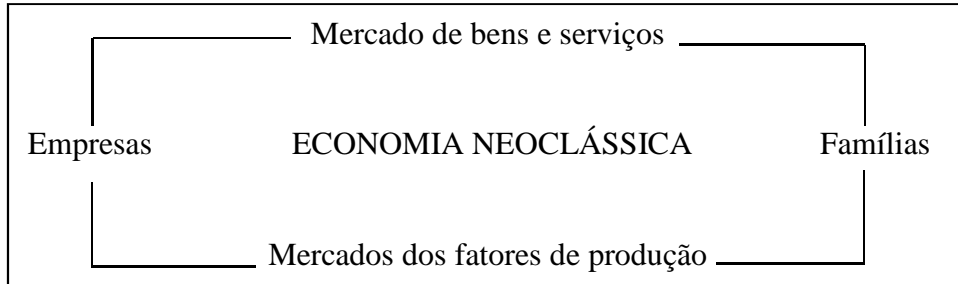 Mercado de bens e serviços
Empresas ECONOMIA NEOCLÁSSICA Famílias
Mercados dos fatores de produção